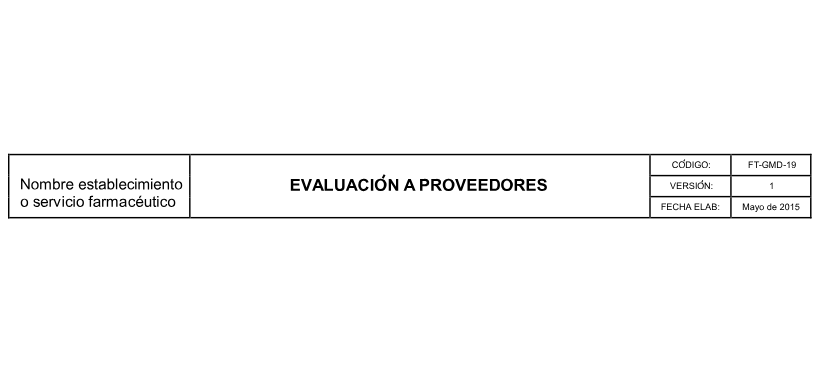 Nombre establecimiento
o servicio farmacéutico
EVALUACIÓN A PROVEEDORES
CÓDIGO: FT-GMD-19
VERSIÓN: 1
FECHA ELAB: Mayo de 2015